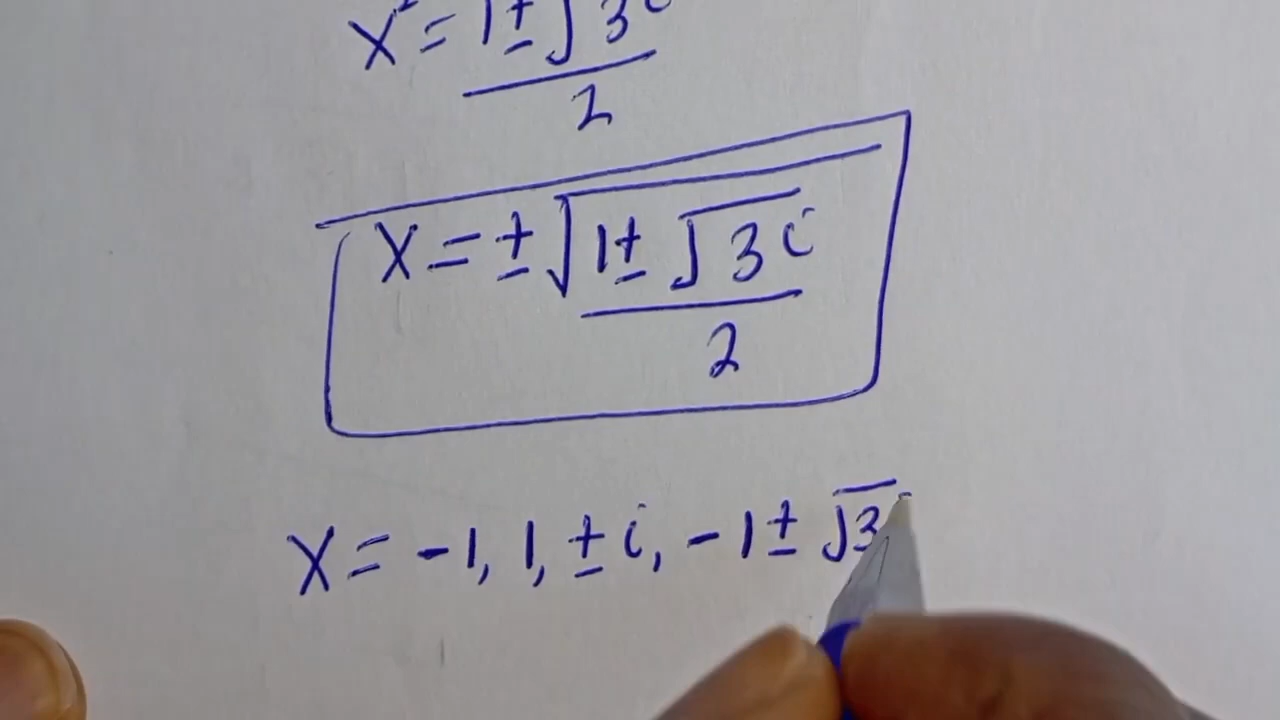 x² = 1 ± √3i / 2
X = ± √(1 ± √3i / 2)
X = -1, 1, ± i, -1 ± √3